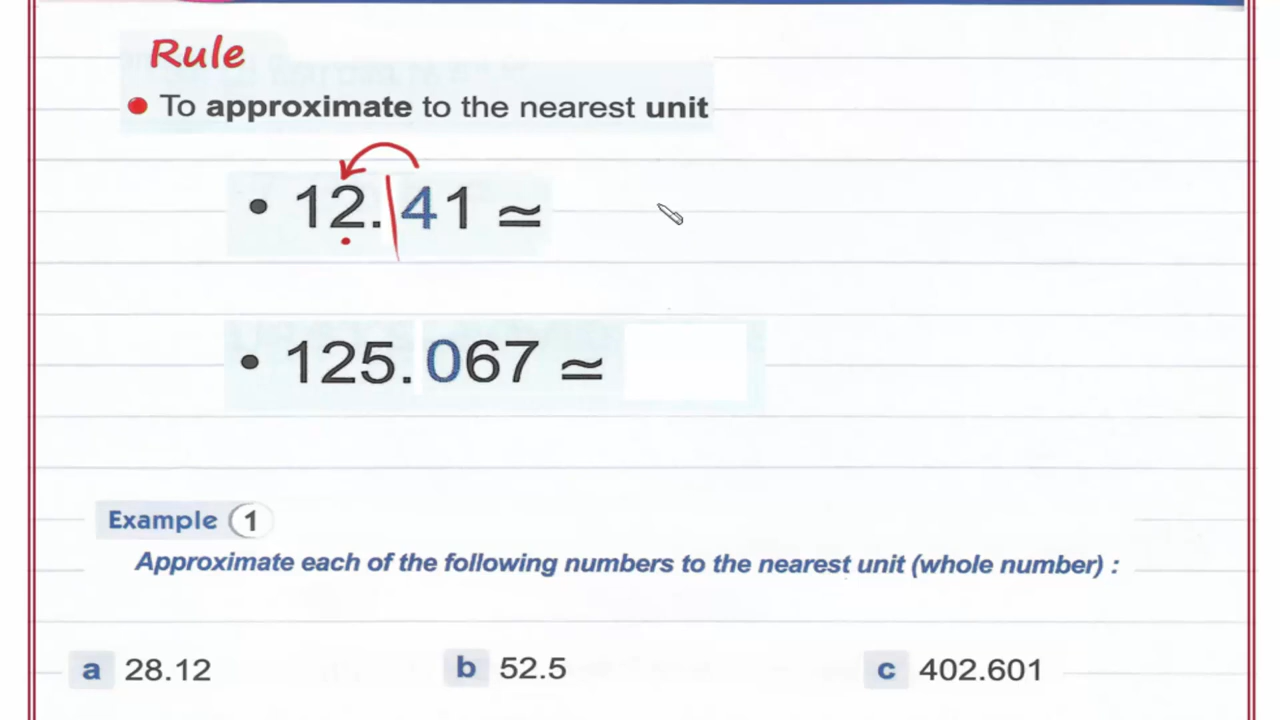 Rule
• To approximate to the nearest unit
• 12.41 ≃
• 125.067 ≃
Example 1
Approximate each of the following numbers to the nearest unit (whole number) :
a 28.12 b 52.5 c 402.601